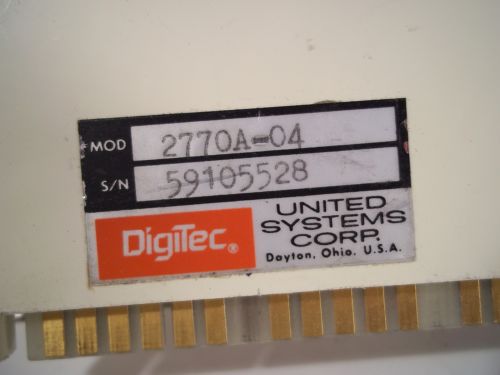 MOD 2770A-04
S/N 59105528
DigiTec®
UNITED
SYSTEMS
CORP.
Dayton, Ohio. U.S.A.